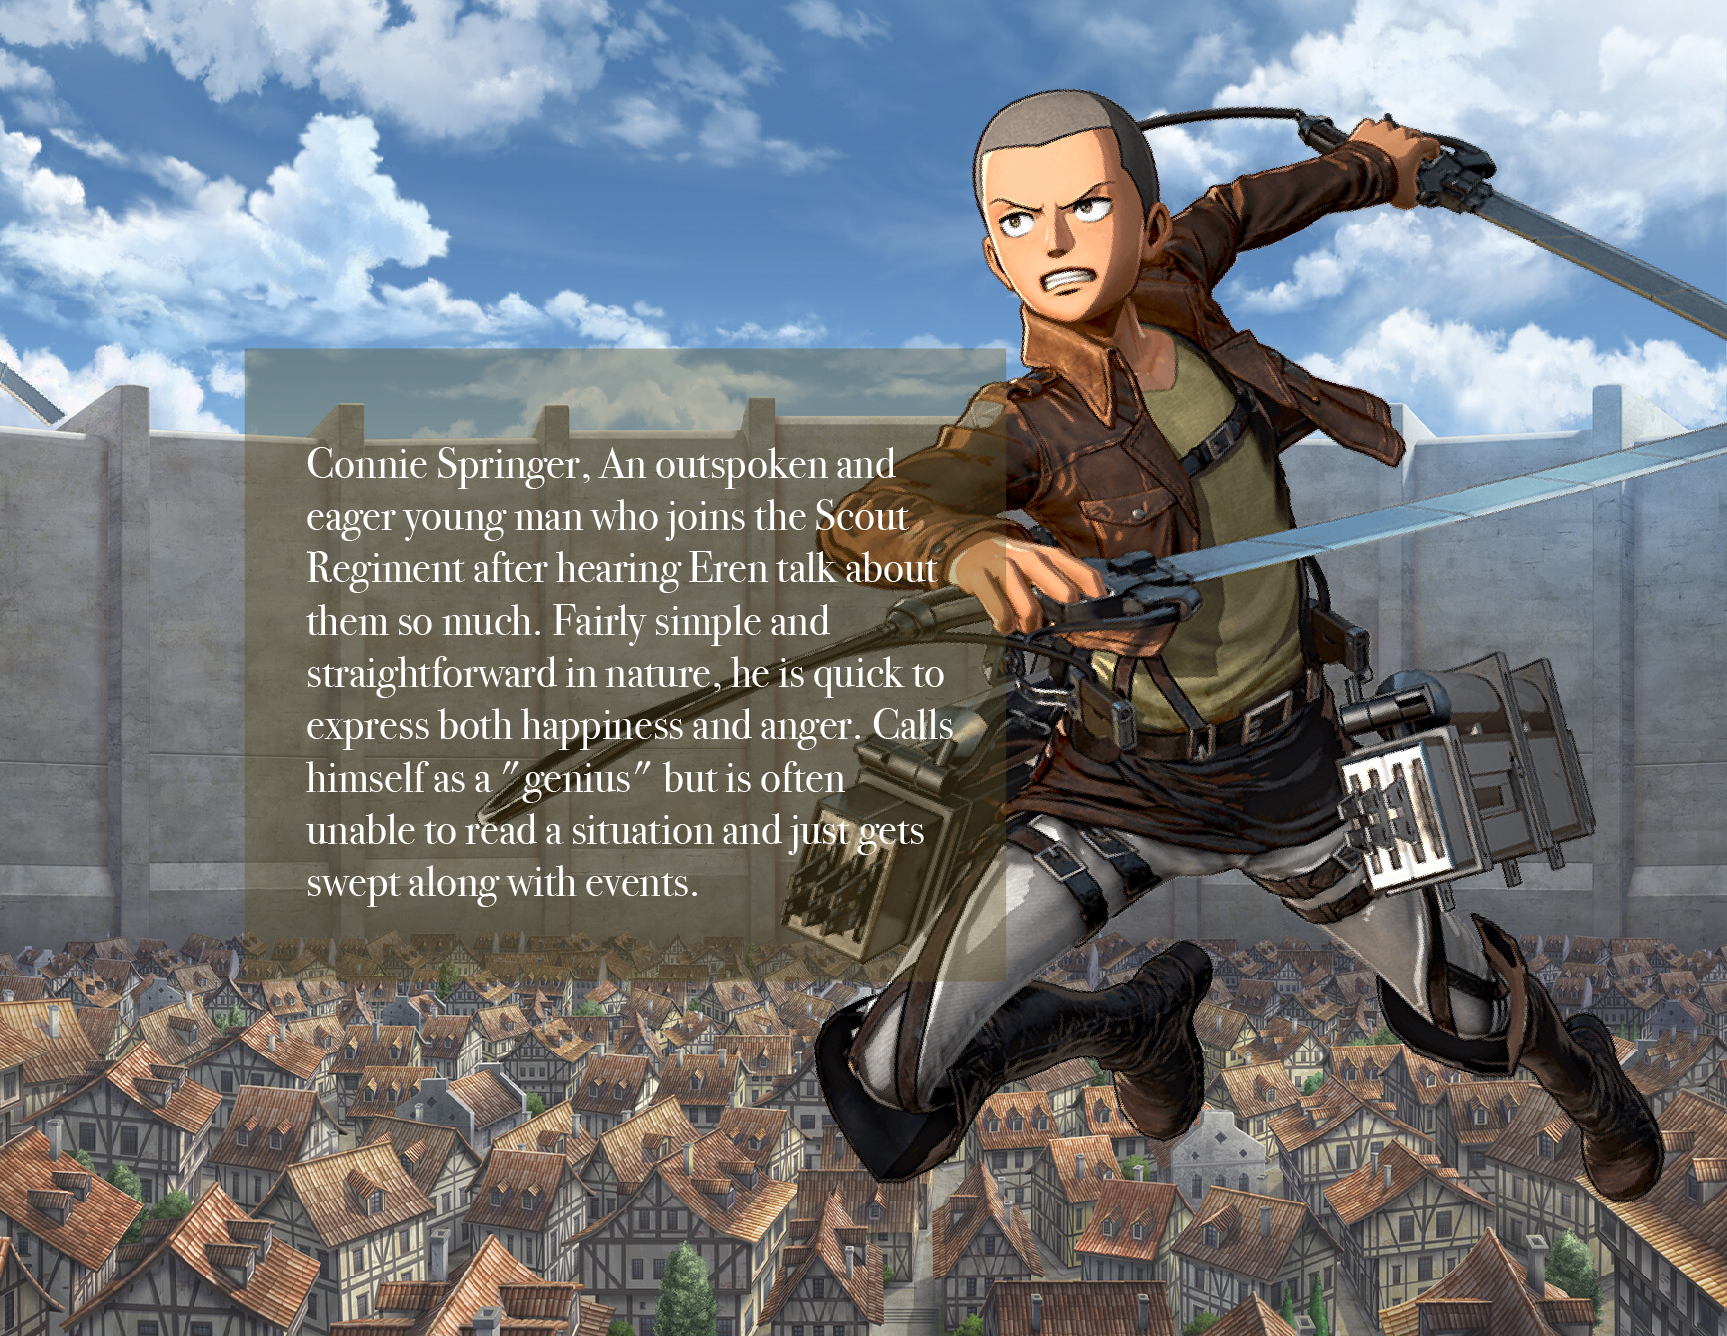 Connie Springer, An outspoken and
eager young man who joins the Scout
Regiment after hearing Eren talk about
them so much. Fairly simple and
straightforward in nature, he is quick to
express both happiness and anger. Calls
himself as a "genius" but is often
unable to read a situation and just gets
swept along with events.